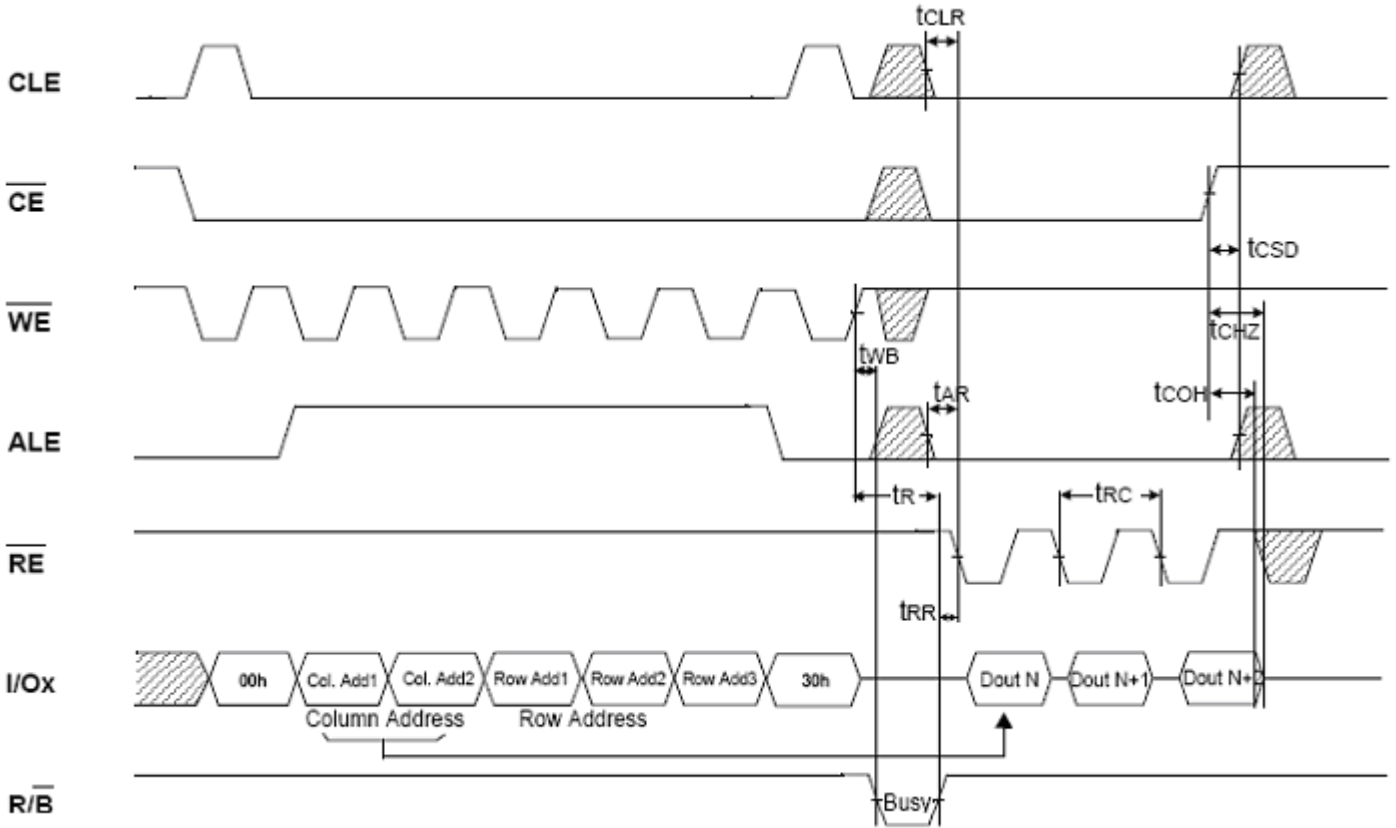 tCLR
CLE
CE
tCSD
WE
tCHZ
tWB
tAR
tCOH
ALE
tR
tRC
RE
tRR
I/Ox
00h
Col. Add1
Col. Add2
Row Add1
Row Add2
Row Add3
30h
Dout N
Dout N+1
Dout N+2
Column Address
Row Address
R/B
Busy